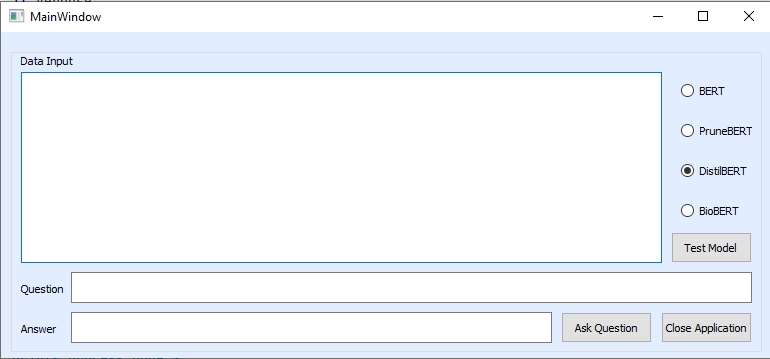 MainWindow
Data Input
BERT
PruneBERT
DistilBERT
BioBERT
Test Model
Question
Answer
Ask Question
Close Application